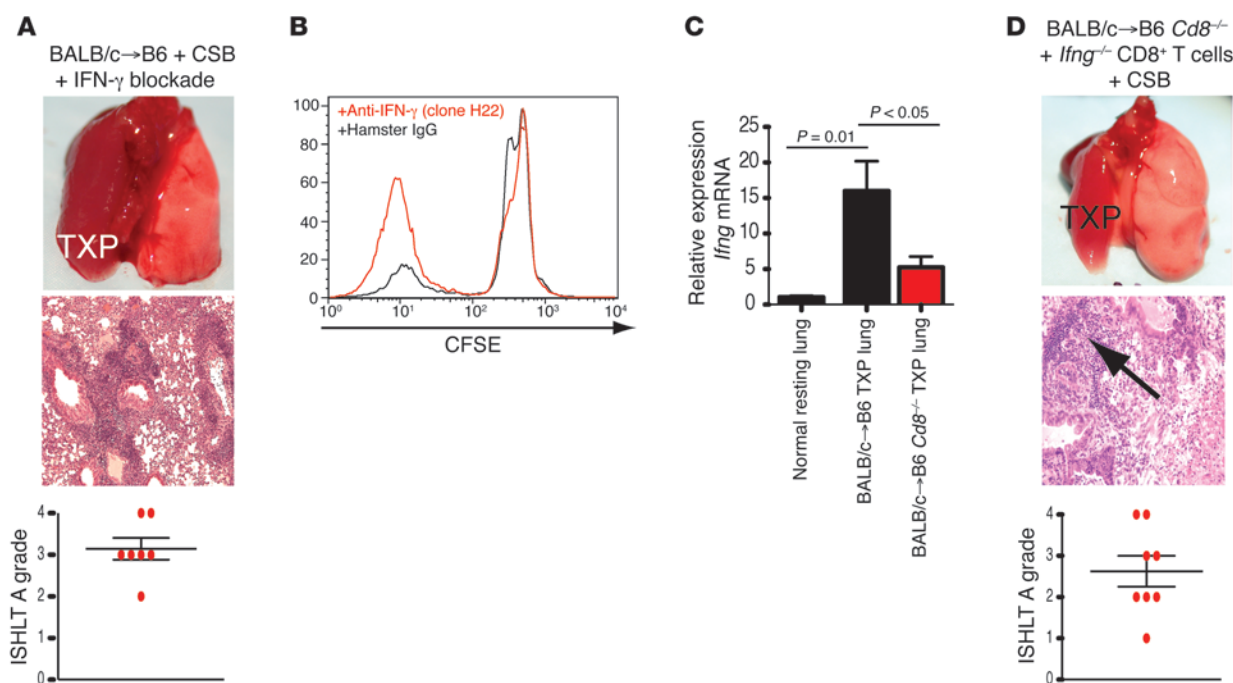 A
BALB/c→B6 + CSB
+ IFN-γ blockade
TXP
4
3
2
1
0
ISHLT A grade
B
+Anti-IFN-γ (clone H22)
+Hamster IgG
100
80
60
40
20
0
10⁰ 10¹ 10² 10³ 10⁴
CFSE
C
P = 0.01
P < 0.05
25
20
15
10
5
0
Relative expression
Ifng mRNA
Normal resting lung
BALB/c→B6 TXP lung
BALB/c→B6 Cd8⁻/⁻ TXP lung
D
BALB/c→B6 Cd8⁻/⁻
+ Ifng⁻/⁻ CD8⁺ T cells
+ CSB
TXP
4
3
2
1
0
ISHLT A grade